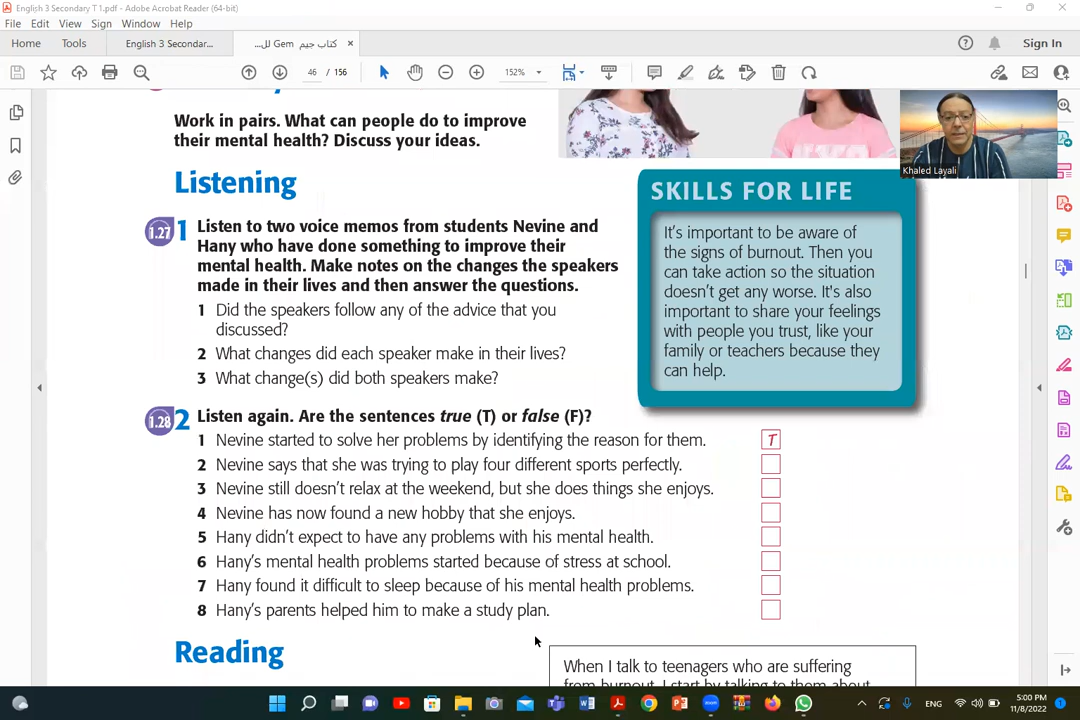 English 3 Secondary T 1.pdf - Adobe Acrobat Reader (64-bit)
File Edit View Sign Window Help
Home Tools English 3 Secondar... كتاب جيم Gem لل... × Sign In
46 / 156 152%
Work in pairs. What can people do to improve
their mental health? Discuss your ideas.
Khaled Layali
Listening
SKILLS FOR LIFE
It's important to be aware of
the signs of burnout. Then you
can take action so the situation
doesn't get any worse. It's also
important to share your feelings
with people you trust, like your
family or teachers because they
can help.
1.27 1 Listen to two voice memos from students Nevine and
Hany who have done something to improve their
mental health. Make notes on the changes the speakers
made in their lives and then answer the questions.
1 Did the speakers follow any of the advice that you
discussed?
2 What changes did each speaker make in their lives?
3 What change(s) did both speakers make?
1.28 2 Listen again. Are the sentences true (T) or false (F)?
1 Nevine started to solve her problems by identifying the reason for them. T
2 Nevine says that she was trying to play four different sports perfectly.
3 Nevine still doesn't relax at the weekend, but she does things she enjoys.
4 Nevine has now found a new hobby that she enjoys.
5 Hany didn't expect to have any problems with his mental health.
6 Hany's mental health problems started because of stress at school.
7 Hany found it difficult to sleep because of his mental health problems.
8 Hany's parents helped him to make a study plan.
Reading
When I talk to teenagers who are suffering
from burnout, I start by talking to them about
ENG 5:00 PM
11/8/2022